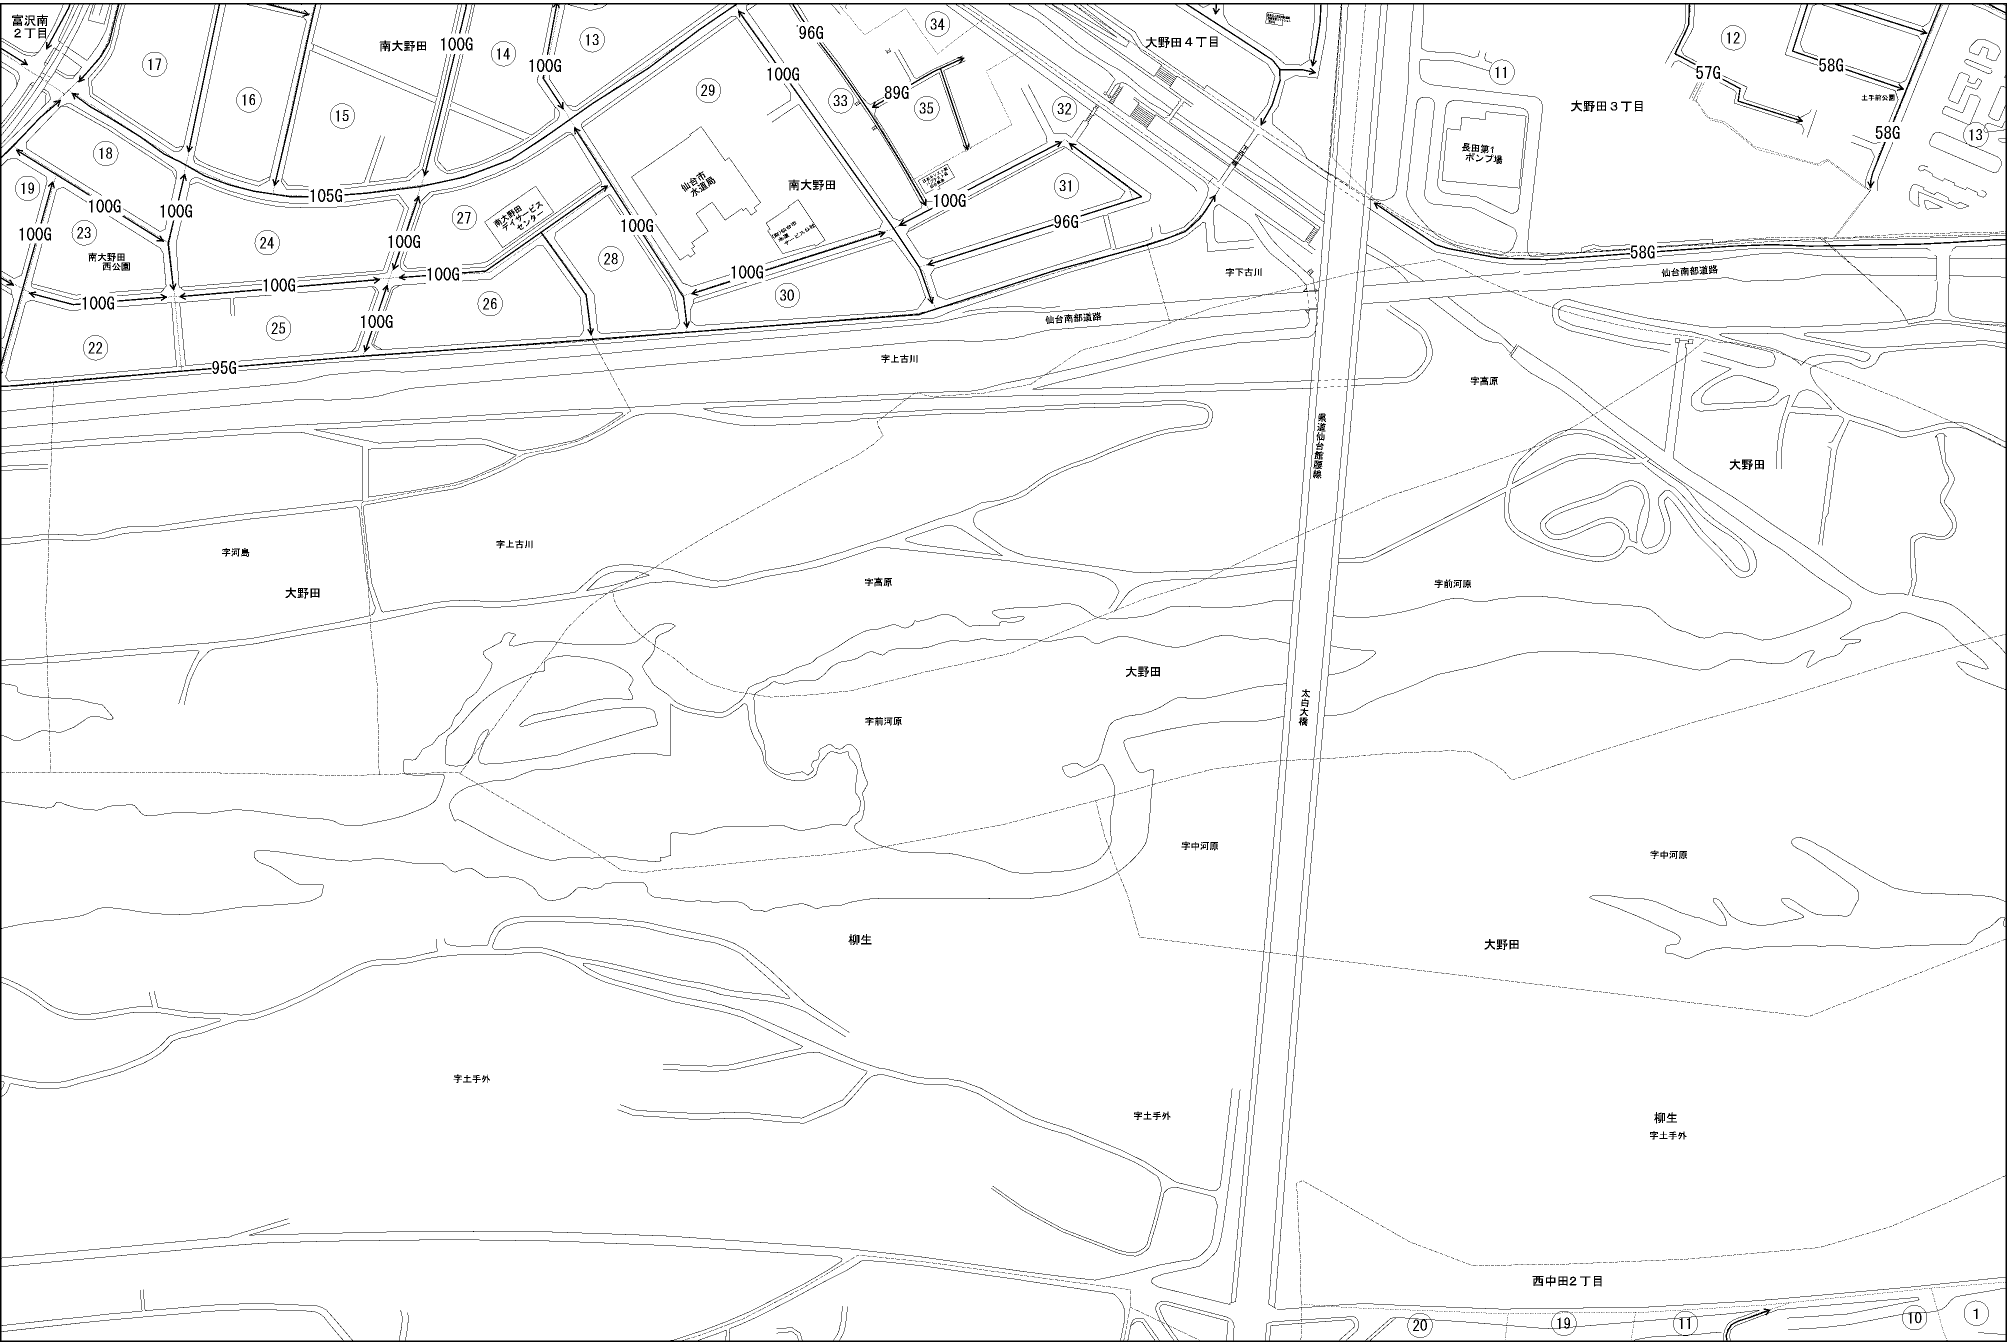 富沢南
2丁目
17
16
15
南大野田
100G
14
13
100G
29
100G
96G
34
33
89G
35
32
大野田4丁目
11
長田第1
ポンプ場
大野田3丁目
12
57G
58G
土手前公園
58G
13
18
19
100G
100G
100G
23
南大野田
西公園
24
105G
27
南大野田
デイサービス
センター
仙台市
水道局
南大野田
100G
31
96G
100G
100G
100G
28
100G
100G
100G
26
100G
30
字下古川
58G
仙台南部道路
22
25
100G
95G
仙台南部道路
字上古川
字高原
県道仙台館腰線
大野田
字河島
字上古川
大野田
字高原
字前河原
大野田
字前河原
太白大橋
字中河原
字中河原
柳生
大野田
字土手外
字土手外
柳生
字土手外
西中田2丁目
20
19
11
10
1